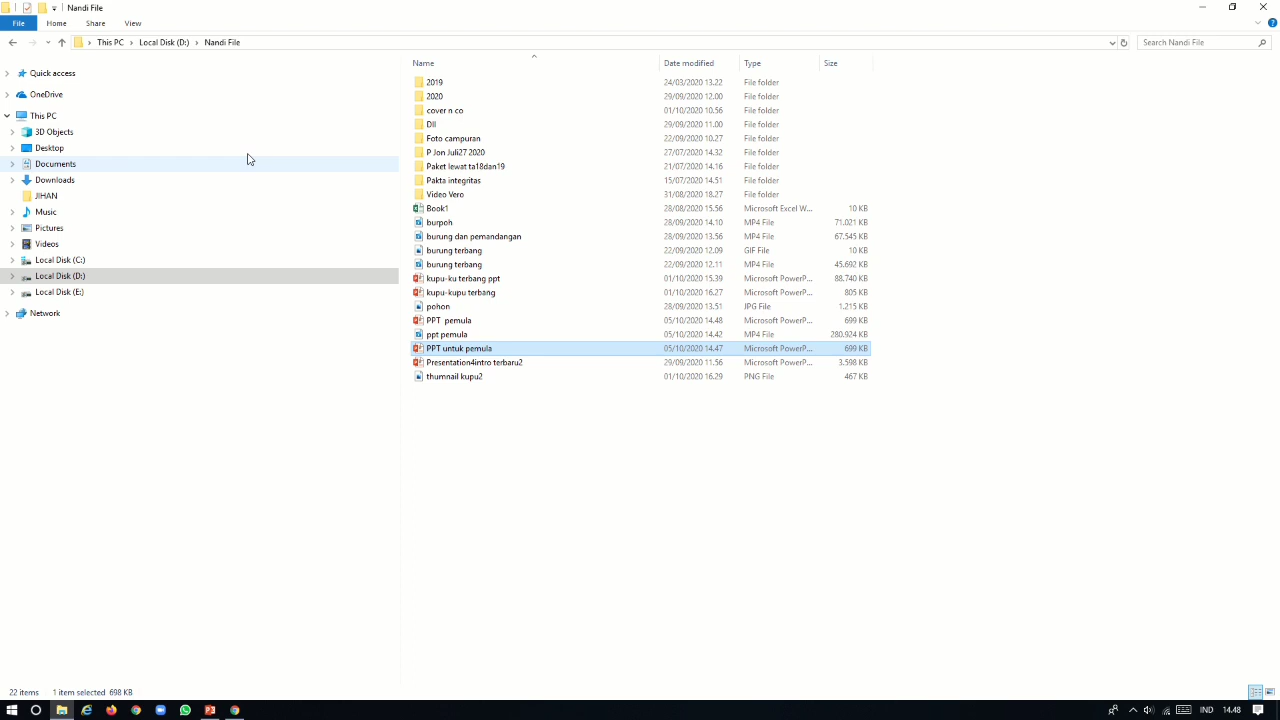 Nandi File
File Home Share View
This PC Local Disk (D:) Nandi File
Search Nandi File
Quick access
OneDrive
This PC
3D Objects
Desktop
Documents
Downloads
JIHAN
Music
Pictures
Videos
Local Disk (C:)
Local Disk (D:)
Local Disk (E:)
Network
Name Date modified Type Size
2019 24/03/2020 13.22 File folder
2020 29/09/2020 12.00 File folder
cover n co 01/10/2020 10.56 File folder
Dll 29/09/2020 11.00 File folder
Foto campuran 22/09/2020 10.27 File folder
P Jon Juli27 2020 27/07/2020 14.32 File folder
Paket lewat ta18dan19 21/07/2020 14.16 File folder
Pakta integritas 15/07/2020 14.51 File folder
Video Vero 31/08/2020 18.27 File folder
Book1 28/08/2020 15.56 Microsoft Excel W... 10 KB
burpoh 28/09/2020 14.10 MP4 File 71.021 KB
burung dan pemandangan 28/09/2020 13.56 MP4 File 67.545 KB
burung terbang 22/09/2020 12.09 GIF File 10 KB
burung terbang 22/09/2020 12.11 MP4 File 45.692 KB
kupu-ku terbang ppt 01/10/2020 15.39 Microsoft PowerP... 88.740 KB
kupu-kupu terbang 01/10/2020 16.27 Microsoft PowerP... 805 KB
pohon 28/09/2020 13.51 JPG File 1.215 KB
PPT pemula 05/10/2020 14.48 Microsoft PowerP... 699 KB
ppt pemula 05/10/2020 14.42 MP4 File 280.924 KB
PPT untuk pemula 05/10/2020 14.47 Microsoft PowerP... 699 KB
Presentation4intro terbaru2 29/09/2020 11.56 Microsoft PowerP... 3.598 KB
thumnail kupu2 01/10/2020 16.29 PNG File 467 KB
22 items 1 item selected 698 KB
IND 14.48